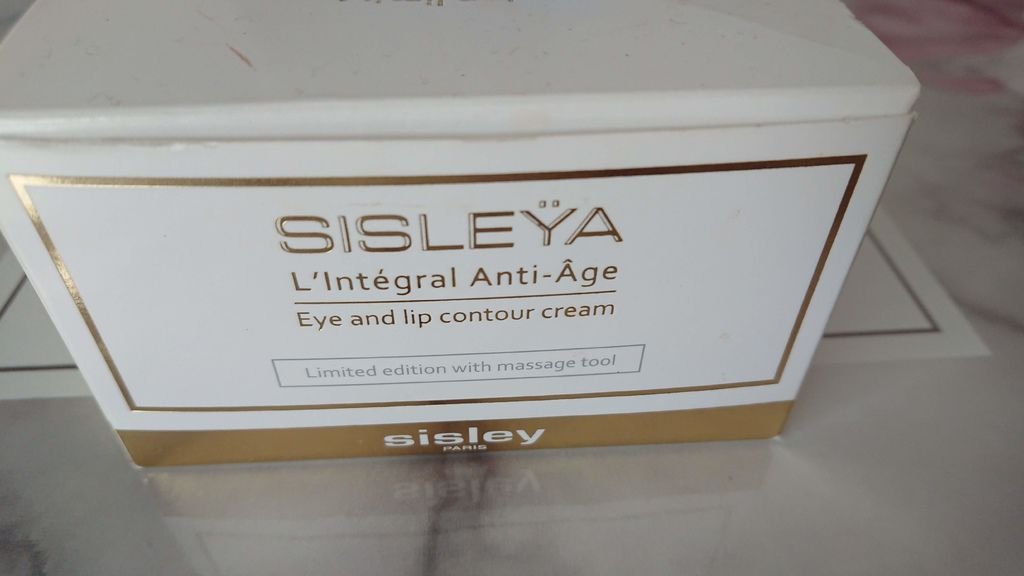 SISLEŸA
L'Intégral Anti-Âge
Eye and lip contour cream
Limited edition with massage tool
sisley
PARIS